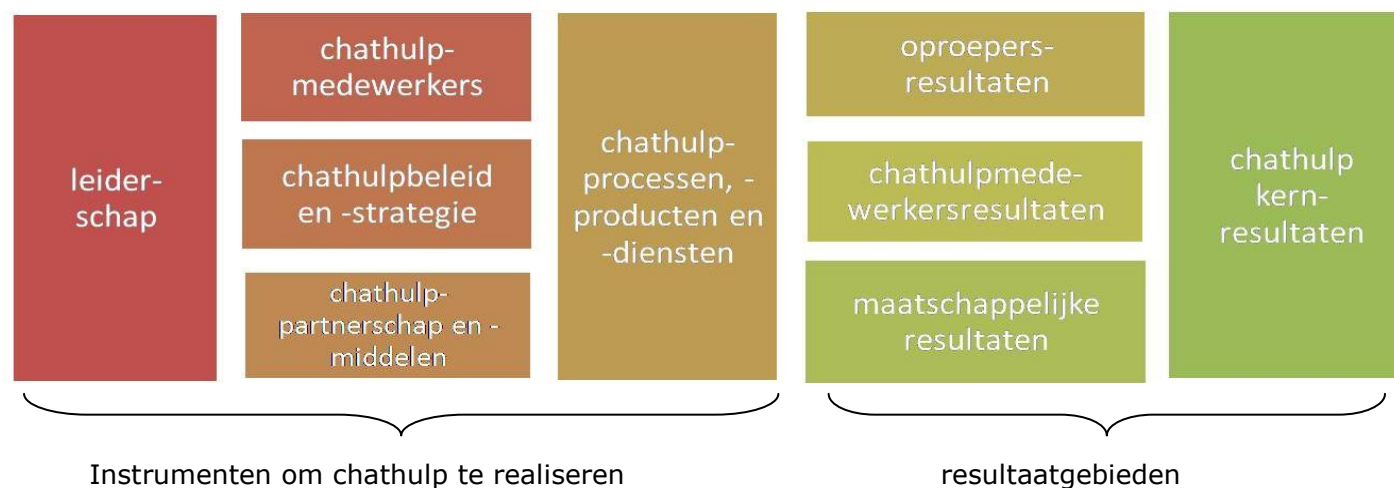 leider-
schap
chathulp-
medewerkers
chathulpbeleid
en -strategie
chathulp-
partnerschap en -
middelen
chathulp-
processen, -
producten en
-diensten
oproepers-
resultaten
chathulpmede-
werkersresultaten
maatschappelijke
resultaten
chathulp
kern-
resultaten
Instrumenten om chathulp te realiseren
resultaatgebieden